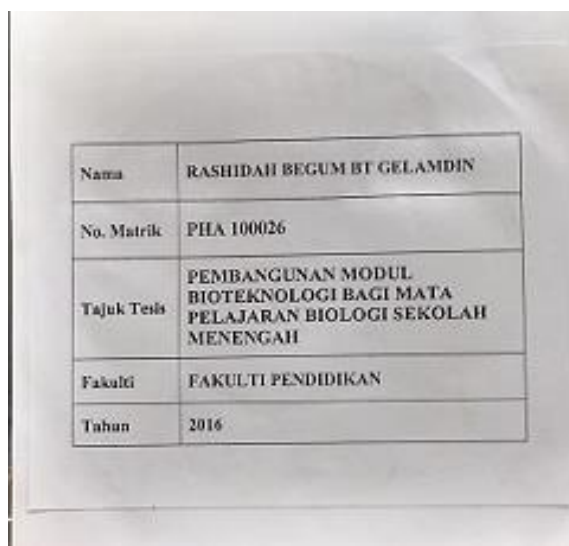 Nama RASHIDAH BEGUM BT GELAMDIN
No. Matrik PHA 100026
Tajuk Tesis PEMBANGUNAN MODUL
BIOTEKNOLOGI BAGI MATA
PELAJARAN BIOLOGI SEKOLAH
MENENGAH
Fakulti FAKULTI PENDIDIKAN
Tahun 2016